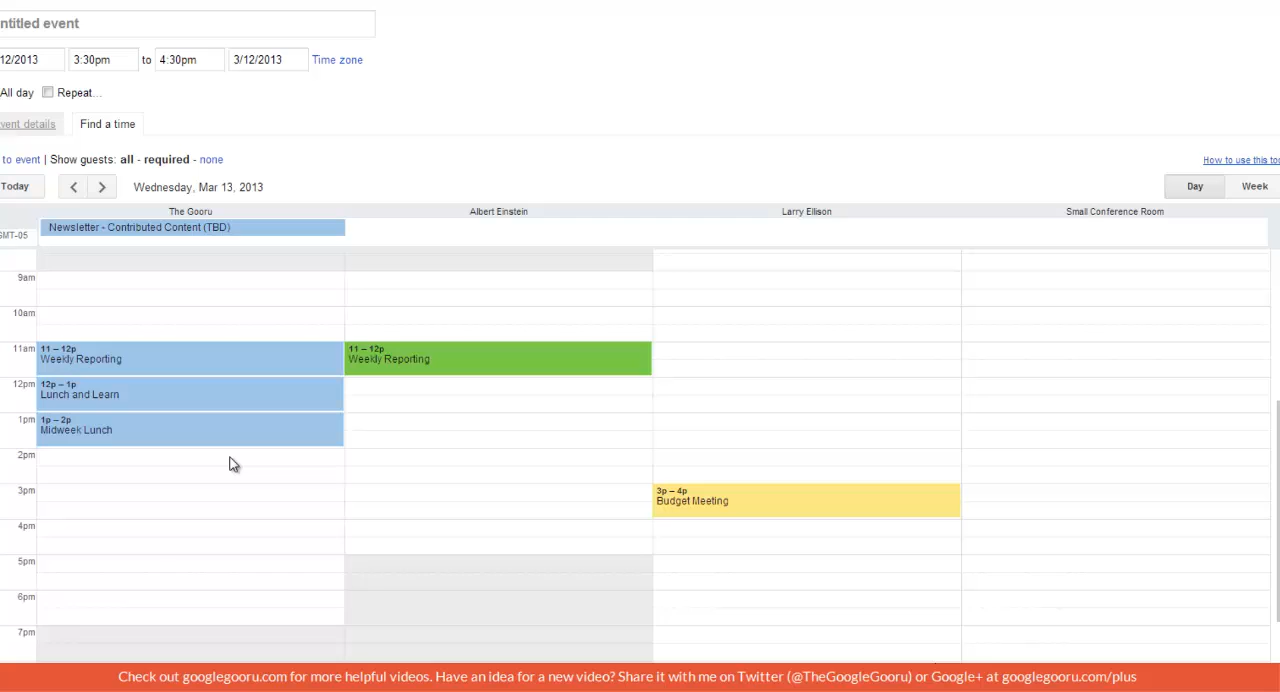 ntitled event
12/2013 3:30pm to 4:30pm 3/12/2013 Time zone
All day Repeat...
vent details Find a time
to event | Show guests: all - required - none
How to use this too
Today < > Wednesday, Mar 13, 2013 Day Week
The Gooru Albert Einstein Larry Ellison Small Conference Room
Newsletter - Contributed Content (TBD)
GMT-05
9am
10am
11am 11 – 12p 11 – 12p
Weekly Reporting Weekly Reporting
12pm 12p – 1p
Lunch and Learn
1pm 1p – 2p
Midweek Lunch
2pm
3pm 3p – 4p
Budget Meeting
4pm
5pm
6pm
7pm
Check out googlegooru.com for more helpful videos. Have an idea for a new video? Share it with me on Twitter (@TheGoogleGooru) or Google+ at googlegooru.com/plus